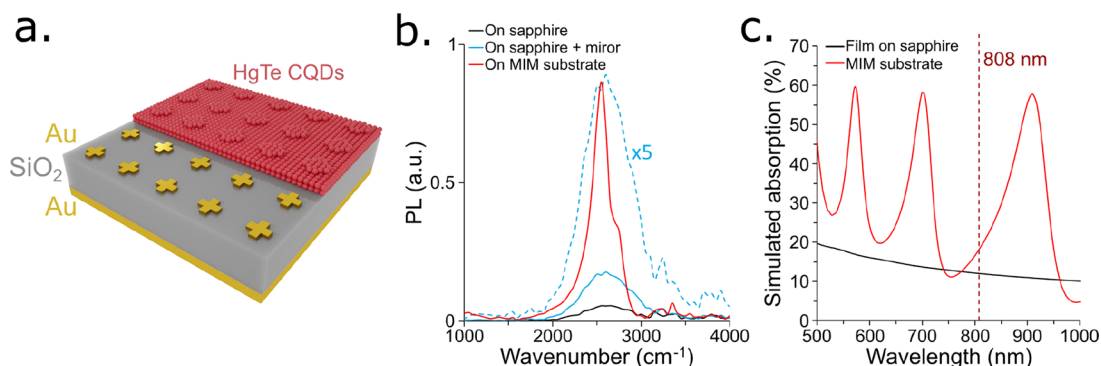 a.
HgTe CQDs
Au
SiO2
Au
b.
On sapphire
On sapphire + miror
On MIM substrate
x5
PL (a.u.)
1
0.5
0
1000 2000 3000 4000
Wavenumber (cm-1)
c.
Film on sapphire
MIM substrate
808 nm
Simulated absorption (%)
70
60
50
40
30
20
10
0
500 600 700 800 900 1000
Wavelength (nm)